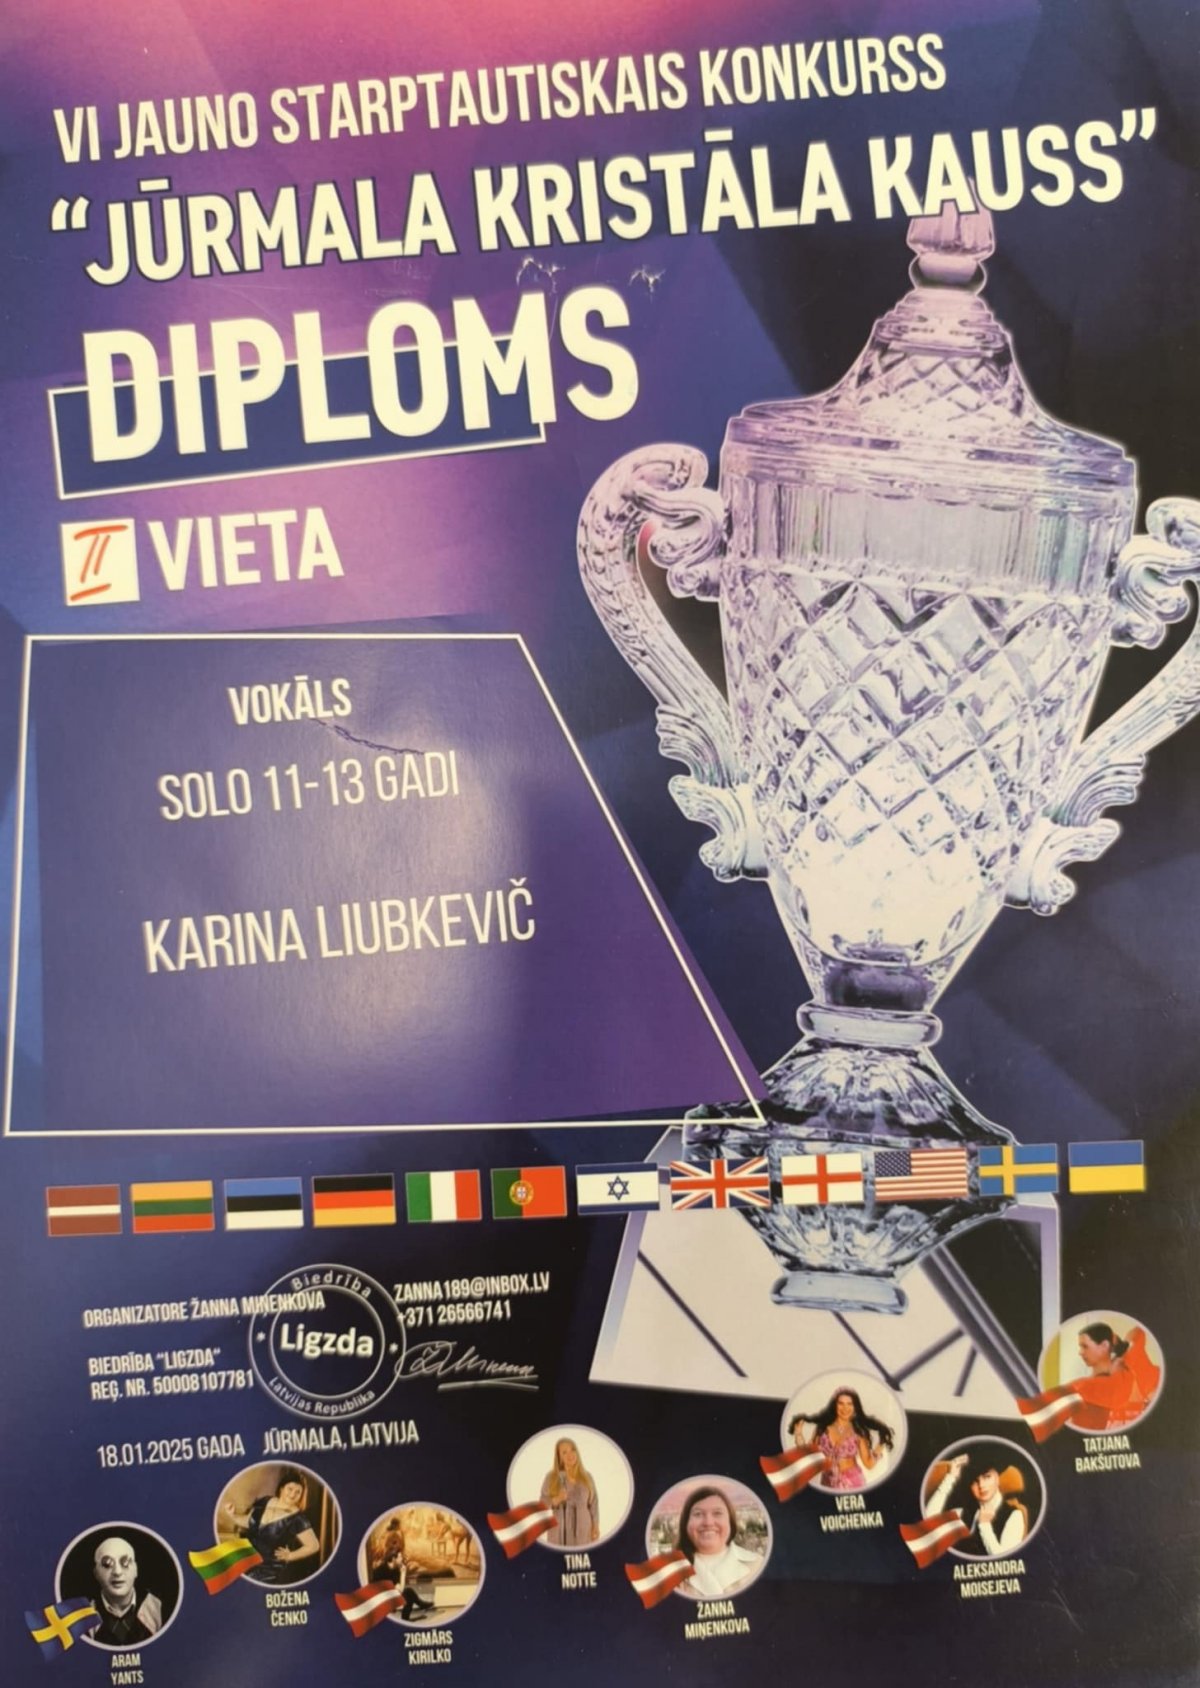 VI JAUNO STARPTAUTISKAIS KONKURSS
“JŪRMALA KRISTĀLA KAUSS”
DIPLOMS
II VIETA
VOKĀLS
SOLO 11-13 GADI
KARINA LIUBKEVIČ
ORGANIZATORE ŽANNA MIŅENKOVA
ZANNA189@INBOX.LV
+371 26566741
BIEDRĪBA “LIGZDA”
REĢ. NR. 50008107781
Biedrība
Ligzda
Latvijas Republika
18.01.2025 GADA JŪRMALA, LATVIJA
ARAM
YANTS
BOŽENA
ČENKO
ZIGMĀRS
KIRILKO
TINA
NOTTE
ŽANNA
MIŅENKOVA
VERA
VOICHENKA
ALEKSANDRA
MOISEJEVA
TATJANA
BAKŠUTOVA